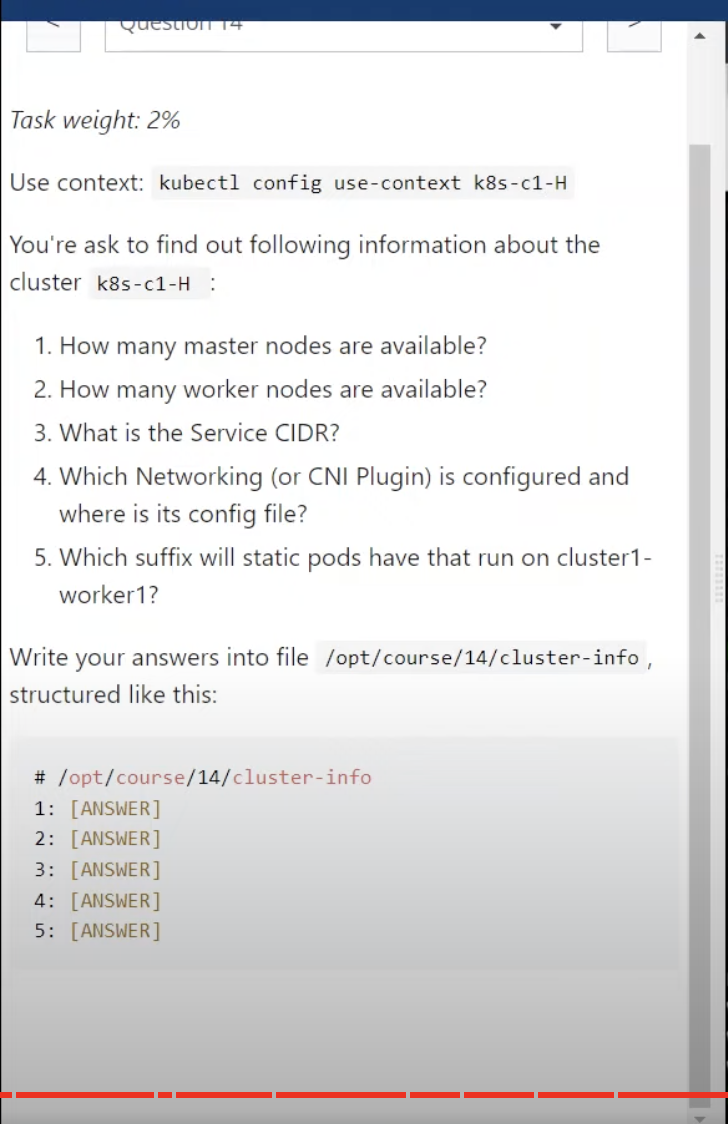 Question 14
Task weight: 2%
Use context: kubectl config use-context k8s-c1-H
You're ask to find out following information about the
cluster k8s-c1-H :
1. How many master nodes are available?
2. How many worker nodes are available?
3. What is the Service CIDR?
4. Which Networking (or CNI Plugin) is configured and
where is its config file?
5. Which suffix will static pods have that run on cluster1-
worker1?
Write your answers into file /opt/course/14/cluster-info ,
structured like this:
# /opt/course/14/cluster-info
1: [ANSWER]
2: [ANSWER]
3: [ANSWER]
4: [ANSWER]
5: [ANSWER]